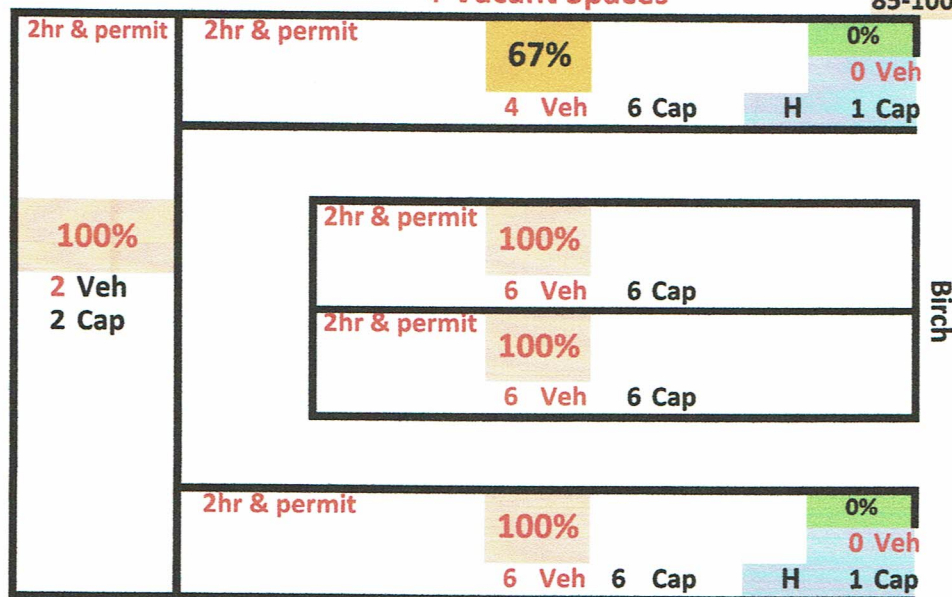 85-100
2hr & permit 2hr & permit 67% 0%
0 Veh
4 Veh 6 Cap H 1 Cap
2hr & permit 100%
100%
6 Veh 6 Cap
2 Veh
2 Cap
2hr & permit 100%
6 Veh 6 Cap
Birch
2hr & permit 100% 0%
0 Veh
6 Veh 6 Cap H 1 Cap